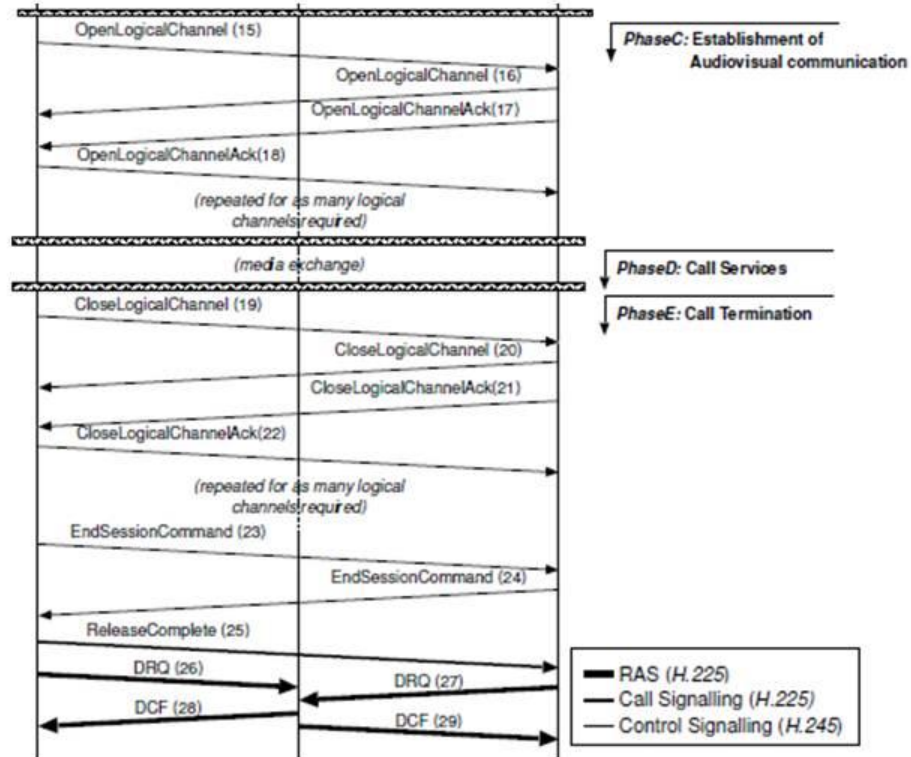 OpenLogicalChannel (15)
PhaseC: Establishment of
Audiovisual communication
OpenLogicalChannel (16)
OpenLogicalChannelAck(17)
OpenLogicalChannelAck(18)
(repeated for as many logical
channels required)
(media exchange)
PhaseD: Call Services
CloseLogicalChannel (19)
PhaseE: Call Termination
CloseLogicalChannel (20)
CloseLogicalChannelAck(21)
CloseLogicalChannelAck(22)
(repeated for as many logical
channels required)
EndSessionCommand (23)
EndSessionCommand (24)
ReleaseComplete (25)
DRQ (26)
DRQ (27)
DCF (28)
DCF (29)
RAS (H.225)
Call Signalling (H.225)
Control Signalling (H.245)